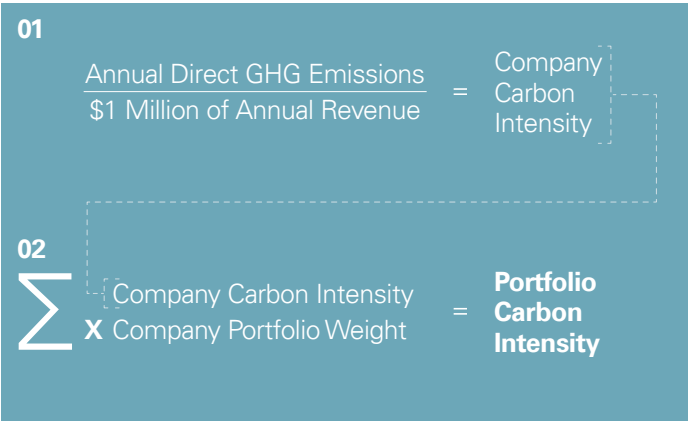 01
Annual Direct GHG Emissions
$1 Million of Annual Revenue
=
Company
Carbon
Intensity
02
∑
Company Carbon Intensity
X Company Portfolio Weight
=
Portfolio
Carbon
Intensity